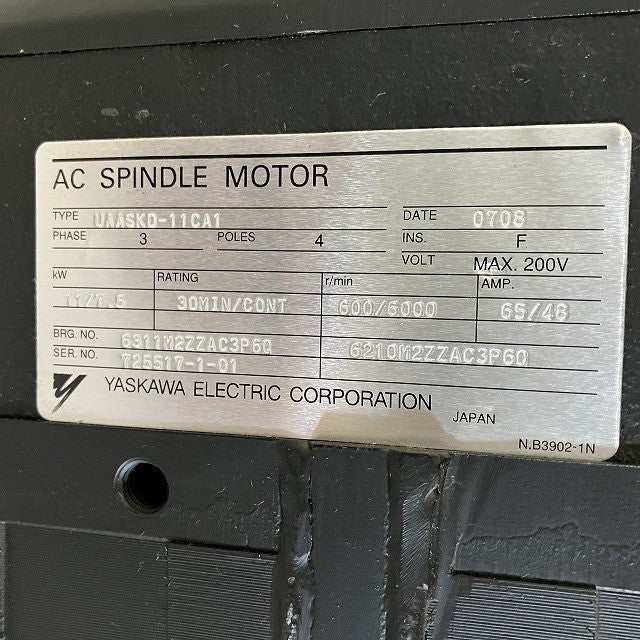 AC SPINDLE MOTOR
TYPE UAASKD-11CA1 DATE 0708
PHASE 3 POLES 4 INS. F
VOLT MAX. 200V
kW RATING r/min AMP.
11/7.5 30MIN/CONT 600/6000 65/48
BRG. NO. 6311M2ZZAC3P6Q 6210M2ZZAC3P6Q
SER. NO. 725517-1-01
YASKAWA ELECTRIC CORPORATION JAPAN
N.B3902-1N